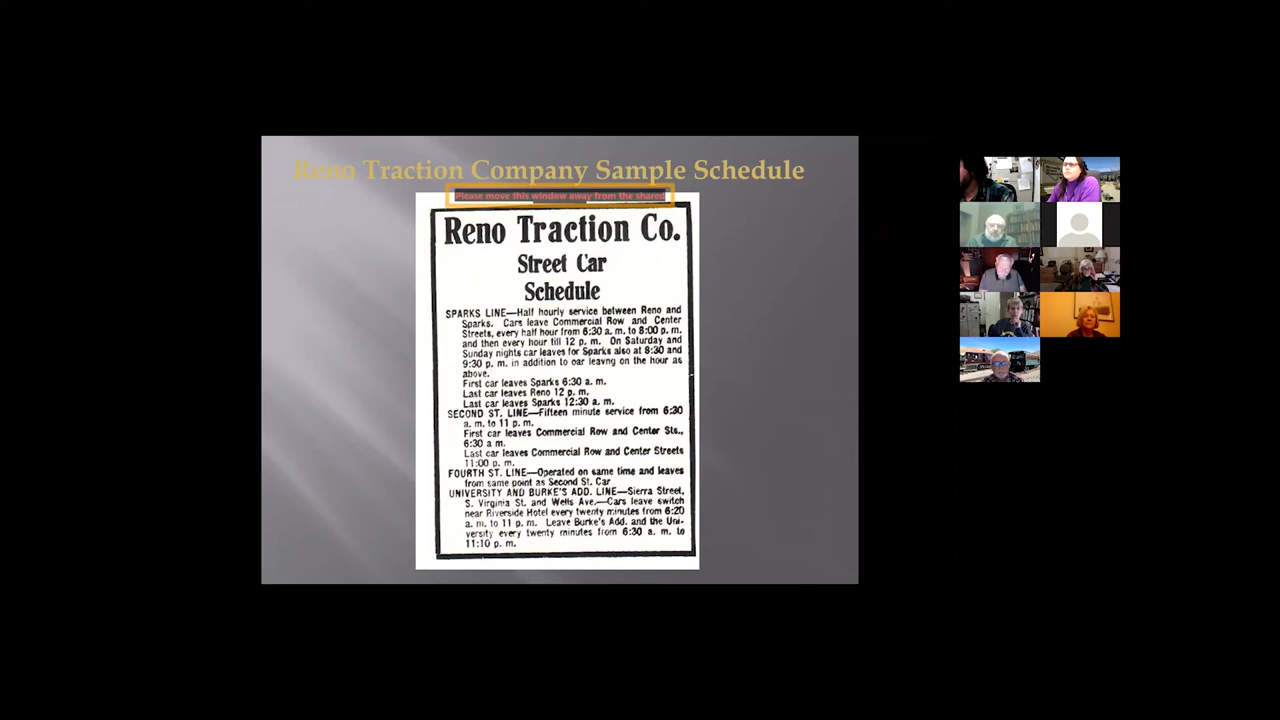 Reno Traction Company Sample Schedule
Please move this window away from the shared
Reno Traction Co.
Street Car
Schedule
SPARKS LINE—Half hourly service between Reno and
Sparks. Cars leave Commercial Row and Center
Streets, every half hour from 6:30 a. m. to 8:00 p. m.
and then every hour till 12 p. m. On Saturday and
Sunday nights car leaves for Sparks also at 8:30 and
9:30 p. m. in addition to oar leavng on the hour as
above.
First car leaves Sparks 6:30 a. m.
Last car leaves Reno 12 p. m.
Last car leaves Sparks 12:30 a. m.
SECOND ST. LINE—Fifteen minute service from 6:30
a. m. to 11 p. m.
First car leaves Commercial Row and Center Sts.,
6:30 a m.
Last car leaves Commercial Row and Center Streets
11:00 p. m.
FOURTH ST. LINE—Operated on same time and leaves
from same point as Second St. Car
UNIVERSITY AND BURKE'S ADD. LINE—Sierra Street,
S. Virginia St. and Wells Ave.—Cars leave switch
near Riverside Hotel every twenty minutes from 6:20
a. m. to 11 p. m. Leave Burke's Add. and the Uni-
versity every twenty minutes from 6:30 a. m. to
11:10 p. m.